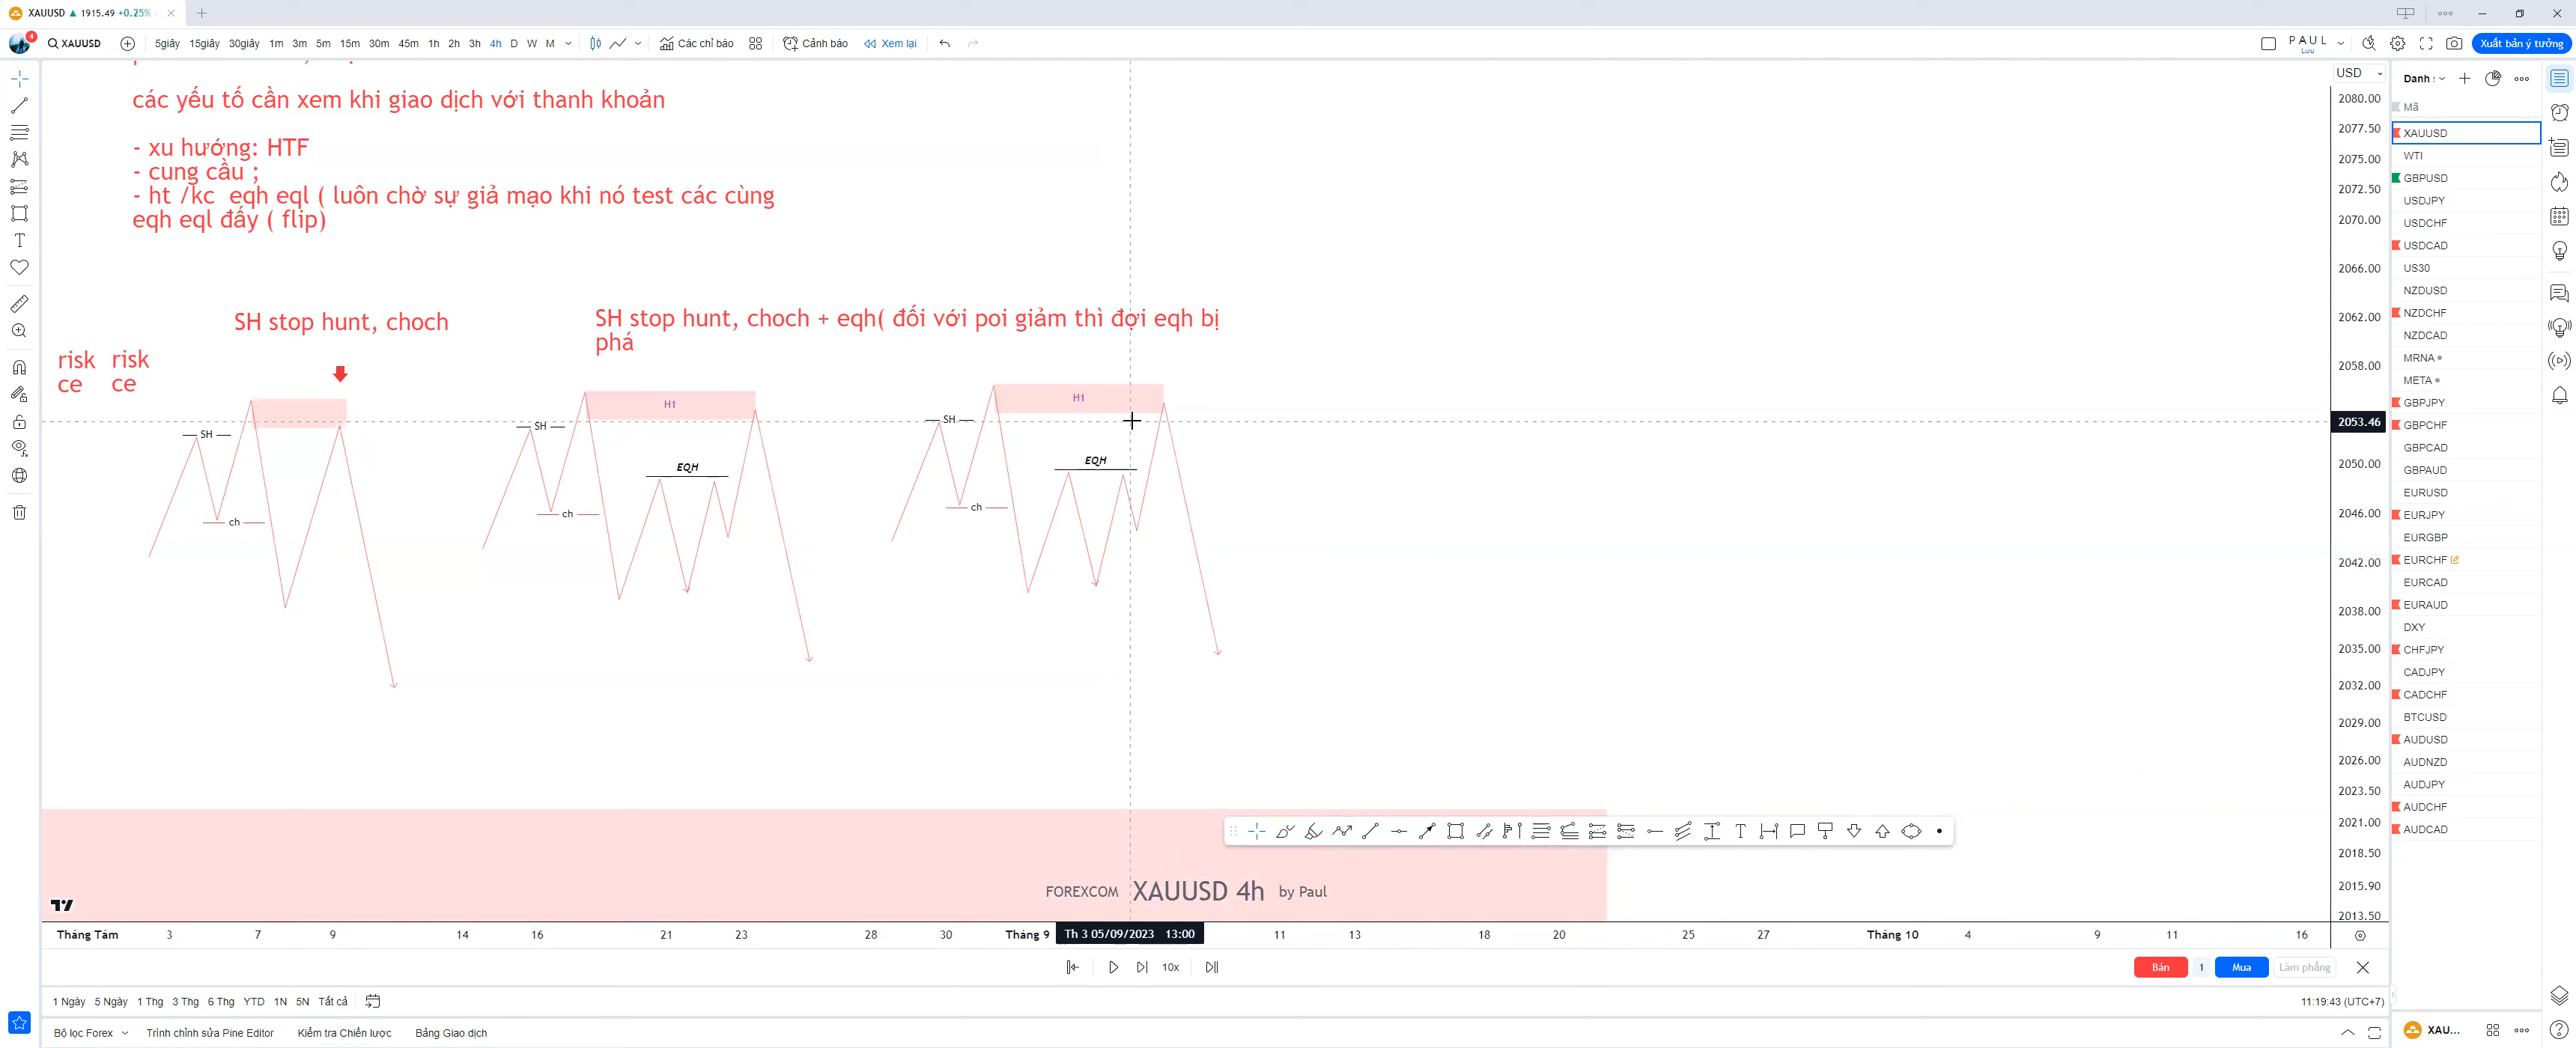 XAUUSD ▲ 1915.49 +0.25%
4
XAUUSD
5giây 15giây 30giây 1m 3m 5m 15m 30m 45m 1h 2h 3h 4h D W M
Các chỉ báo
Cảnh báo
Xem lại
PAUL
Lưu
Xuất bản ý tưởng
các yếu tố cần xem khi giao dịch với thanh khoản
- xu hướng: HTF
- cung cầu ;
- ht /kc eqh eql ( luôn chờ sự giả mạo khi nó test các cùng
eqh eql đấy ( flip)
SH stop hunt, choch
SH stop hunt, choch + eqh( đối với poi giảm thì đợi eqh bị
phá
risk
ce
risk
ce
SH
ch
H1
SH
EQH
ch
H1
SH
EQH
ch
FOREXCOM XAUUSD 4h by Paul
USD
2080.00
2077.50
2075.00
2072.50
2070.00
2066.00
2062.00
2058.00
2053.46
2050.00
2046.00
2042.00
2038.00
2035.00
2032.00
2029.00
2026.00
2023.50
2021.00
2018.50
2015.90
2013.50
Tháng Tám 3 7 9 14 16 21 23 28 30 Tháng 9 Th 3 05/09/2023 13:00 11 13 18 20 25 27 Tháng 10 4 9 11 16
10x
Bán 1 Mua Làm phẳng
1 Ngày 5 Ngày 1 Thg 3 Thg 6 Thg YTD 1N 5N Tất cả
11:19:43 (UTC+7)
Bộ lọc Forex Trình chỉnh sửa Pine Editor Kiểm tra Chiến lược Bảng Giao dịch
Danh :
Mã
XAUUSD
WTI
GBPUSD
USDJPY
USDCHF
USDCAD
US30
NZDUSD
NZDCHF
NZDCAD
MRNA
META
GBPJPY
GBPCHF
GBPCAD
GBPAUD
EURUSD
EURJPY
EURGBP
EURCHF
EURCAD
EURAUD
DXY
CHFJPY
CADJPY
CADCHF
BTCUSD
AUDUSD
AUDNZD
AUDJPY
AUDCHF
AUDCAD
XAU...